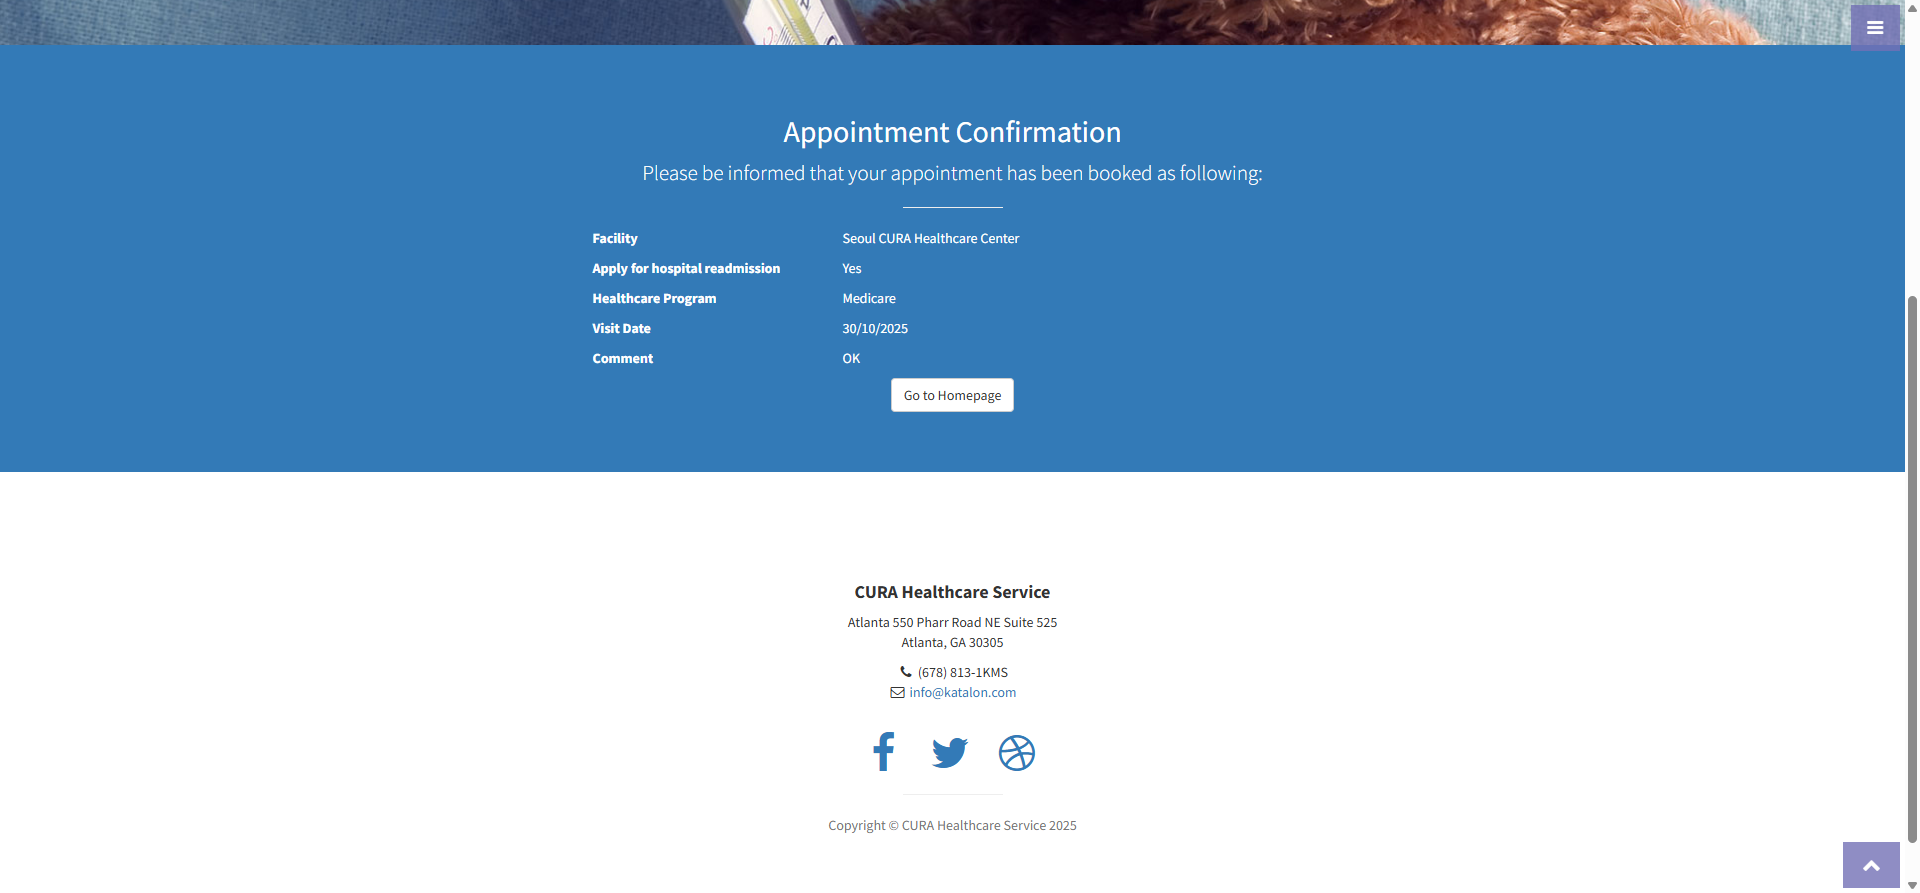 Appointment Confirmation
Please be informed that your appointment has been booked as following:
Facility Seoul CURA Healthcare Center
Apply for hospital readmission Yes
Healthcare Program Medicare
Visit Date 30/10/2025
Comment OK
Go to Homepage
CURA Healthcare Service
Atlanta 550 Pharr Road NE Suite 525
Atlanta, GA 30305
(678) 813-1KMS
info@katalon.com
Copyright © CURA Healthcare Service 2025